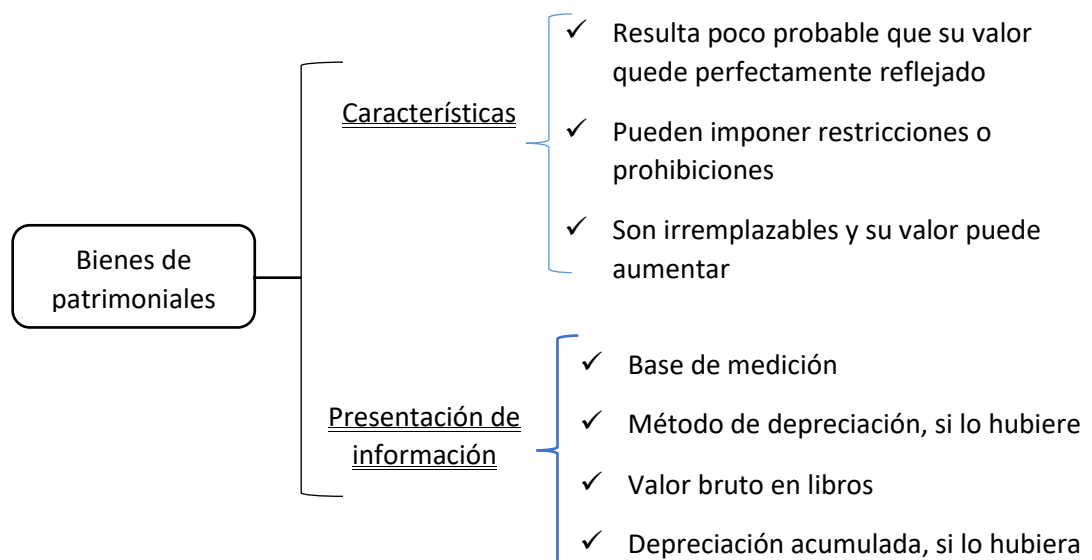 Bienes de
patrimoniales
Característicás
✓ Resulta poco probable que su valor
quede perfectamente reflejado
✓ Pueden imponer restricciones o
prohibiciones
✓ Son irremplazables y su valor puede
aumentar
Presentación de
información
✓ Base de medición
✓ Método de depreciación, si lo hubiere
✓ Valor bruto en libros
✓ Depreciación acumulada, si lo hubiera